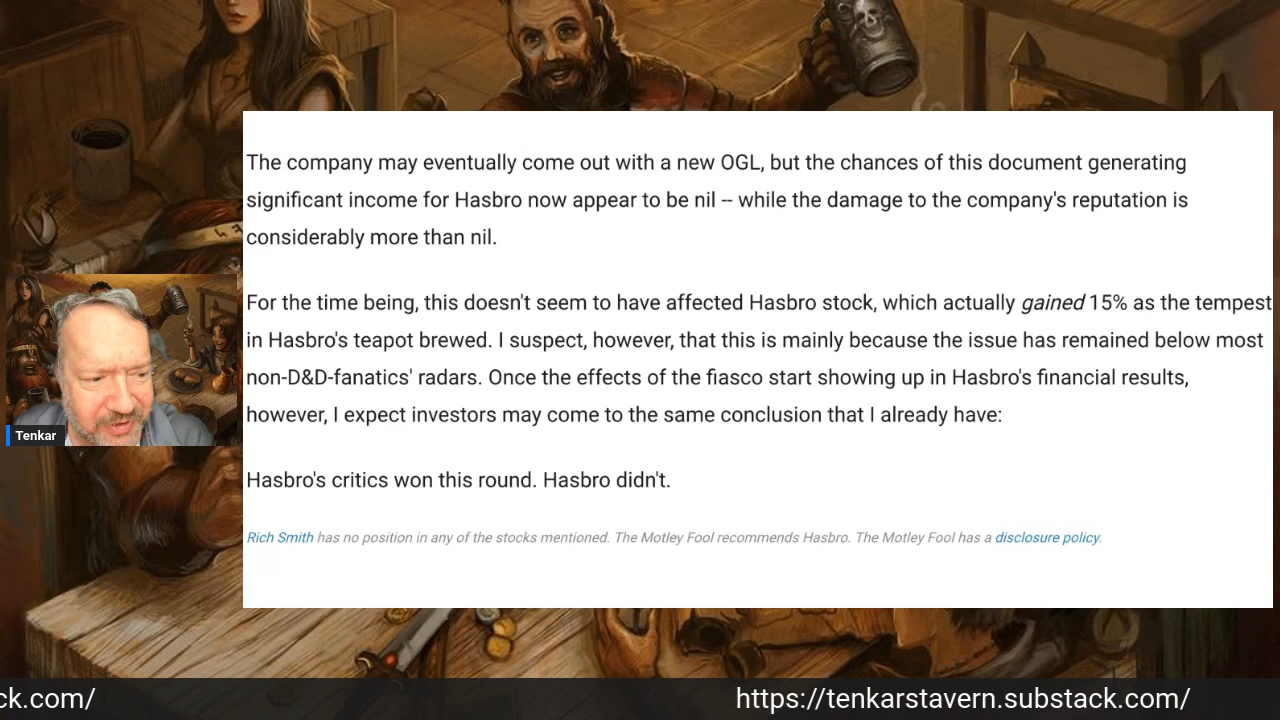 The company may eventually come out with a new OGL, but the chances of this document generating
significant income for Hasbro now appear to be nil -- while the damage to the company's reputation is
considerably more than nil.
For the time being, this doesn't seem to have affected Hasbro stock, which actually gained 15% as the tempest
in Hasbro's teapot brewed. I suspect, however, that this is mainly because the issue has remained below most
non-D&D-fanatics' radars. Once the effects of the fiasco start showing up in Hasbro's financial results,
however, I expect investors may come to the same conclusion that I already have:
Hasbro's critics won this round. Hasbro didn't.
Rich Smith has no position in any of the stocks mentioned. The Motley Fool recommends Hasbro. The Motley Fool has a disclosure policy.
Tenkar
ck.com/ https://tenkarstavern.substack.com/